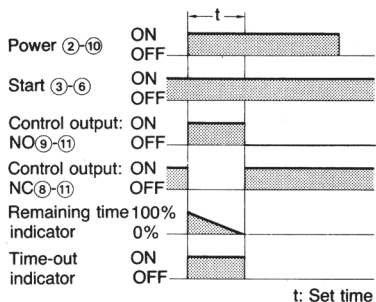 t
Power ②-⑩ ON
OFF
Start ③-⑥ ON
OFF
Control output: ON
NO⑨-⑪ OFF
Control output: ON
NC⑧-⑪ OFF
Remaining time 100%
indicator 0%
Time-out ON
indicator OFF
t: Set time